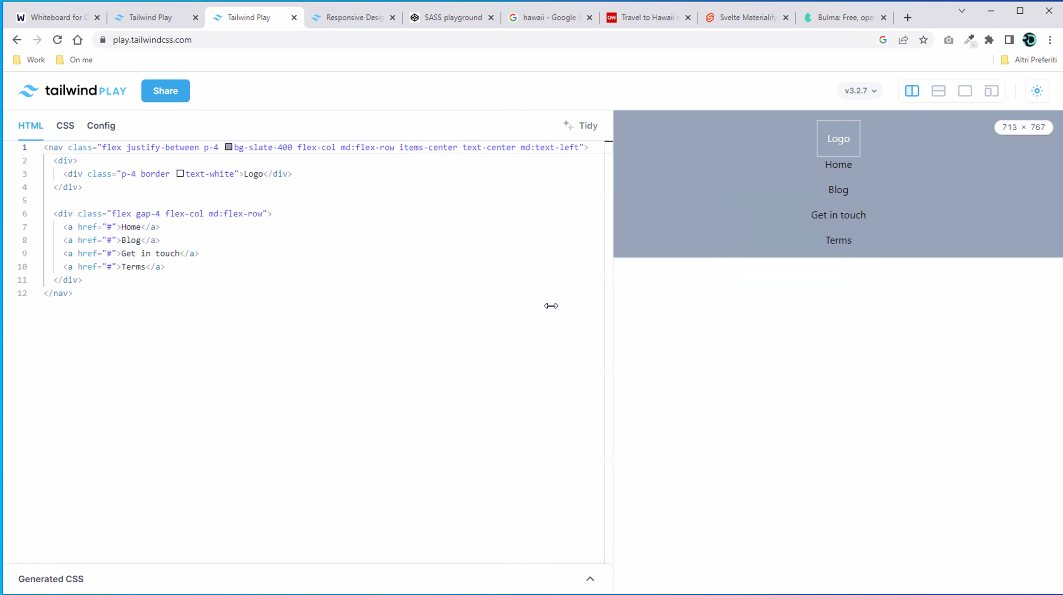 Whiteboard for C
Tailwind Play
Tailwind Play
Responsive Desig
SASS playground
hawaii - Google S
CNN
Travel to Hawaii
Svelte Materialify
Bulma: Free, ope
play.tailwindcss.com
Work
On me
Altri Preferiti
tailwind PLAY
Share
v3.2.7
HTML
CSS
Config
Tidy
1 <nav class="flex justify-between p-4 bg-slate-400 flex-col md:flex-row items-center text-center md:text-left">
2 <div>
3 <div class="p-4 border text-white">Logo</div>
4 </div>
5
6 <div class="flex gap-4 flex-col md:flex-row">
7 <a href="#">Home</a>
8 <a href="#">Blog</a>
9 <a href="#">Get in touch</a>
10 <a href="#">Terms</a>
11 </div>
12 </nav>
713 × 767
Logo
Home
Blog
Get in touch
Terms
Generated CSS